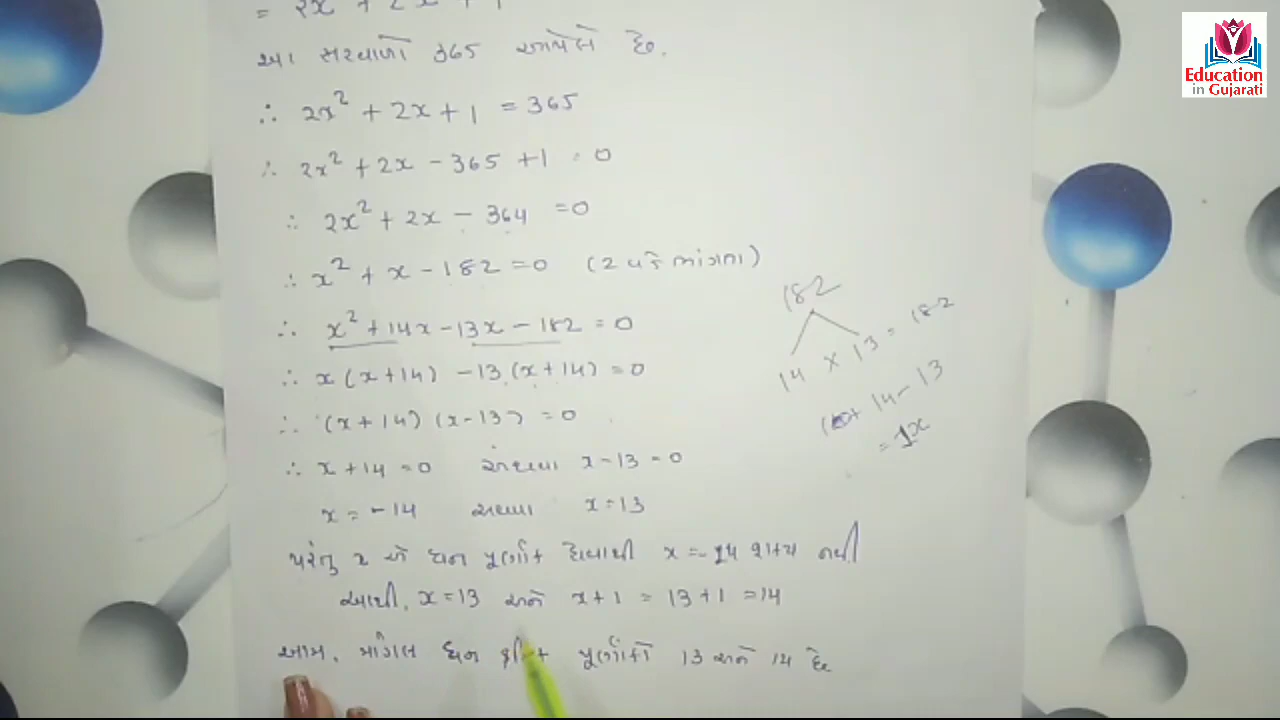 = 2x² + 2x + 1
આ સરવાળો 365 આપેલો છે.
∴ 2x² + 2x + 1 = 365
∴ 2x² + 2x - 365 + 1 = 0
∴ 2x² + 2x - 364 = 0
∴ x² + x - 182 = 0 (2 વડે ભાંગતા)
∴ x² + 14x - 13x - 182 = 0
∴ x (x + 14) - 13 (x + 14) = 0
∴ (x + 14) (x - 13) = 0
∴ x + 14 = 0 અથવા x - 13 = 0
x = - 14 અથવા x = 13
પરંતુ x એ ધન પૂર્ણાંક હોવાથી x = -14 શક્ય નથી
આથી, x = 13 અને x + 1 = 13 + 1 = 14
આમ, માંગેલ ધન ક્રમિક પૂર્ણાંકો 13 અને 14 છે
182
14 × 13 = 182
+ 14 - 13
= 1x
Education
in Gujarati